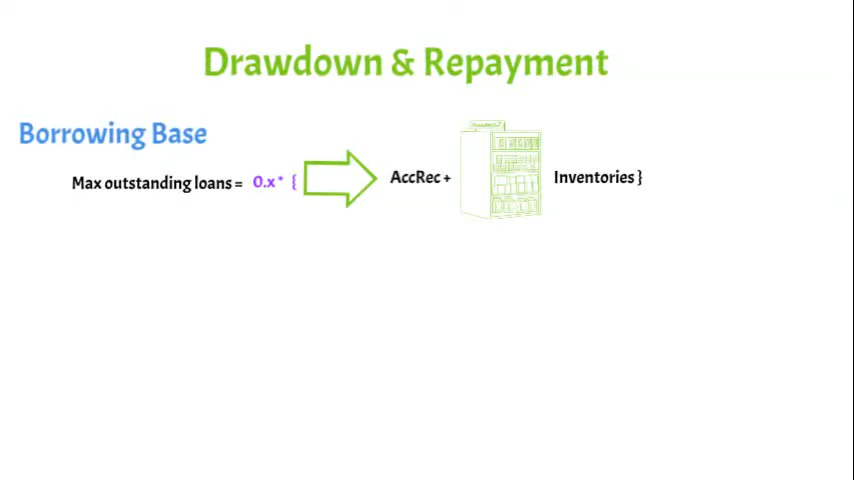 Drawdown & Repayment
Borrowing Base
Max outstanding loans = 0.x * { AccRec + Inventories }